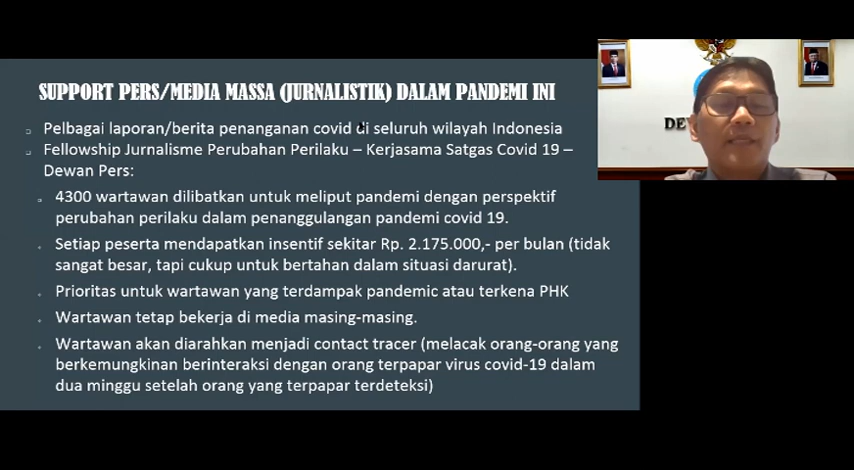 SUPPORT PERS/MEDIA MASSA (JURNALISTIK) DALAM PANDEMI INI
Pelbagai laporan/berita penanganan covid di seluruh wilayah Indonesia
Fellowship Jurnalisme Perubahan Perilaku – Kerjasama Satgas Covid 19 –
Dewan Pers:
4300 wartawan dilibatkan untuk meliput pandemi dengan perspektif
perubahan perilaku dalam penanggulangan pandemi covid 19.
Setiap peserta mendapatkan insentif sekitar Rp. 2.175.000,- per bulan (tidak
sangat besar, tapi cukup untuk bertahan dalam situasi darurat).
Prioritas untuk wartawan yang terdampak pandemic atau terkena PHK
Wartawan tetap bekerja di media masing-masing.
Wartawan akan diarahkan menjadi contact tracer (melacak orang-orang yang
berkemungkinan berinteraksi dengan orang terpapar virus covid-19 dalam
dua minggu setelah orang yang terpapar terdeteksi)